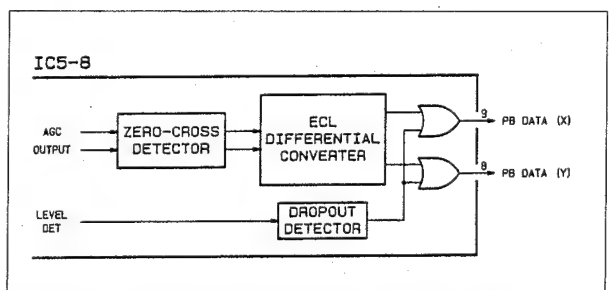 IC5-8
AGC
OUTPUT
ZERO-CROSS
DETECTOR
ECL
DIFFERENTIAL
CONVERTER
9
PB DATA (X)
8
PB DATA (Y)
LEVEL
DET
DROPOUT
DETECTOR